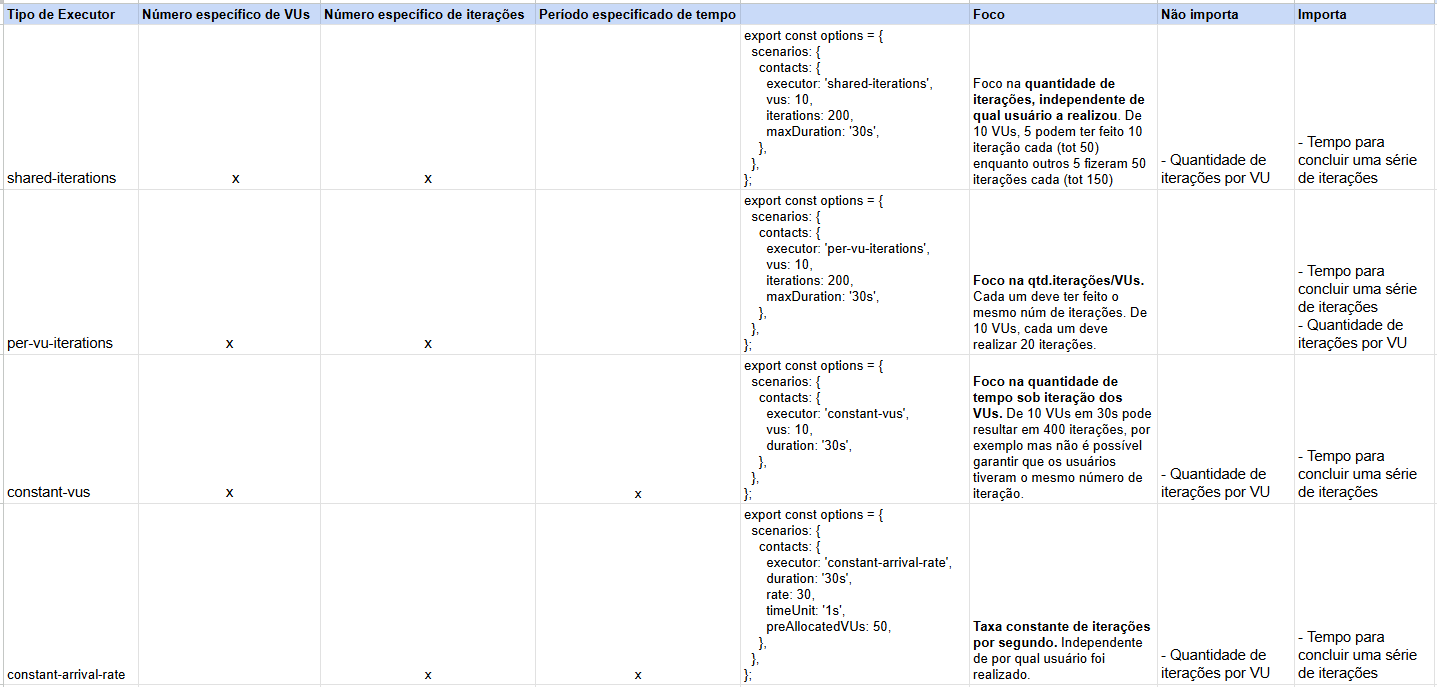 Tipo de Executor
Número específico de VUs
Número específico de iterações
Período especificado de tempo
Foco
Não importa
Importa
shared-iterations
x
x
export const options = {
scenarios: {
contacts: {
executor: 'shared-iterations',
vus: 10,
iterations: 200,
maxDuration: '30s',
},
},
};
Foco na quantidade de
iterações, independente de
qual usuário a realizou. De
10 VUs, 5 podem ter feito 10
iteração cada (tot 50)
enquanto outros 5 fizeram 50
iterações cada (tot 150)
- Quantidade de
iterações por VU
- Tempo para
concluir uma série
de iterações
per-vu-iterations
x
x
export const options = {
scenarios: {
contacts: {
executor: 'per-vu-iterations',
vus: 10,
iterations: 200,
maxDuration: '30s',
},
},
};
Foco na qtd.iterações/VUs.
Cada um deve ter feito o
mesmo núm de iterações. De
10 VUs, cada um deve
realizar 20 iterações.
- Tempo para
concluir uma série
de iterações
- Quantidade de
iterações por VU
constant-vus
x
x
export const options = {
scenarios: {
contacts: {
executor: 'constant-vus',
vus: 10,
duration: '30s',
},
},
};
Foco na quantidade de
tempo sob iteração dos
VUs. De 10 VUs em 30s pode
resultar em 400 iterações, por
exemplo mas não é possível
garantir que os usuários
tiveram o mesmo número de
iteração.
- Quantidade de
iterações por VU
- Tempo para
concluir uma série
de iterações
constant-arrival-rate
x
x
export const options = {
scenarios: {
contacts: {
executor: 'constant-arrival-rate',
duration: '30s',
rate: 30,
timeUnit: '1s',
preAllocatedVUs: 50,
},
},
};
Taxa constante de iterações
por segundo. Independente
de por qual usuário foi
realizado.
- Quantidade de
iterações por VU
- Tempo para
concluir uma série
de iterações